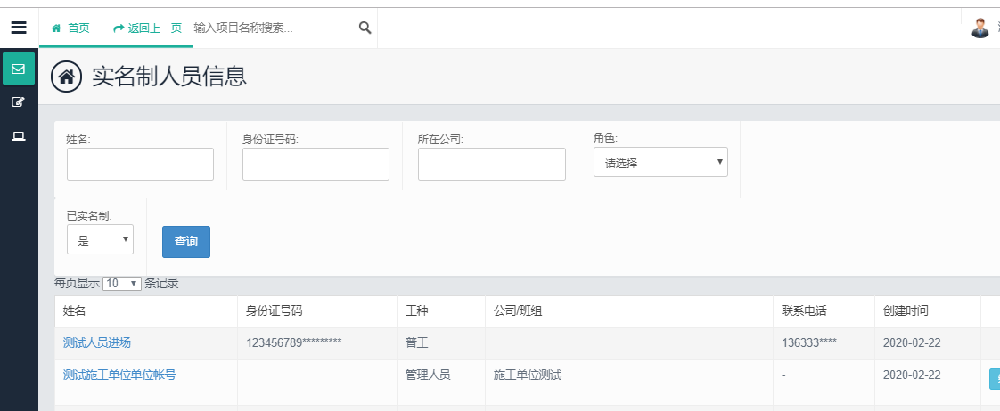 首页 返回上一页 输入项目名称搜索...
实名制人员信息
姓名: 身份证号码: 所在公司: 角色:
请选择
已实名制:
是 查询
每页显示 10 条记录
姓名 身份证号码 工种 公司/班组 联系电话 创建时间
测试人员进场 123456789********* 普工 136333**** 2020-02-22
测试施工单位单位帐号 管理人员 施工单位测试 - 2020-02-22